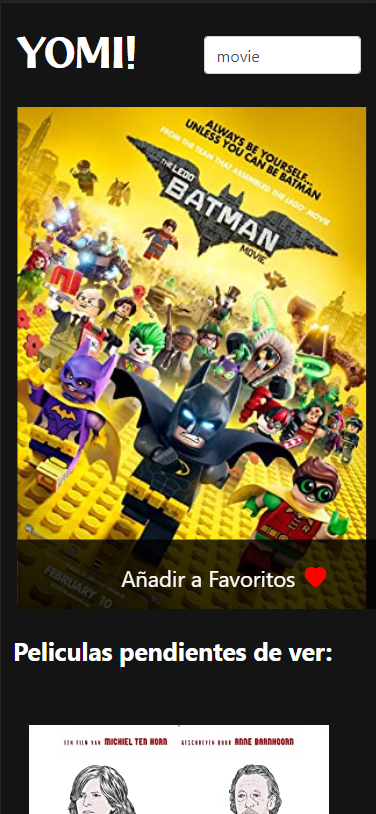 YOMI!
movie
ALWAYS BE YOURSELF...
UNLESS YOU CAN BE BATMAN
FROM THE TEAM THAT ASSEMBLED THE LEGO® MOVIE
THE LEGO
BATMAN
MOVIE
FEBRUARY 10
Añadir a Favoritos
Peliculas pendientes de ver:
EEN FILM VAN MICHIEL TEN HORN GESCHREVEN DOOR ANNE BARNHOORN